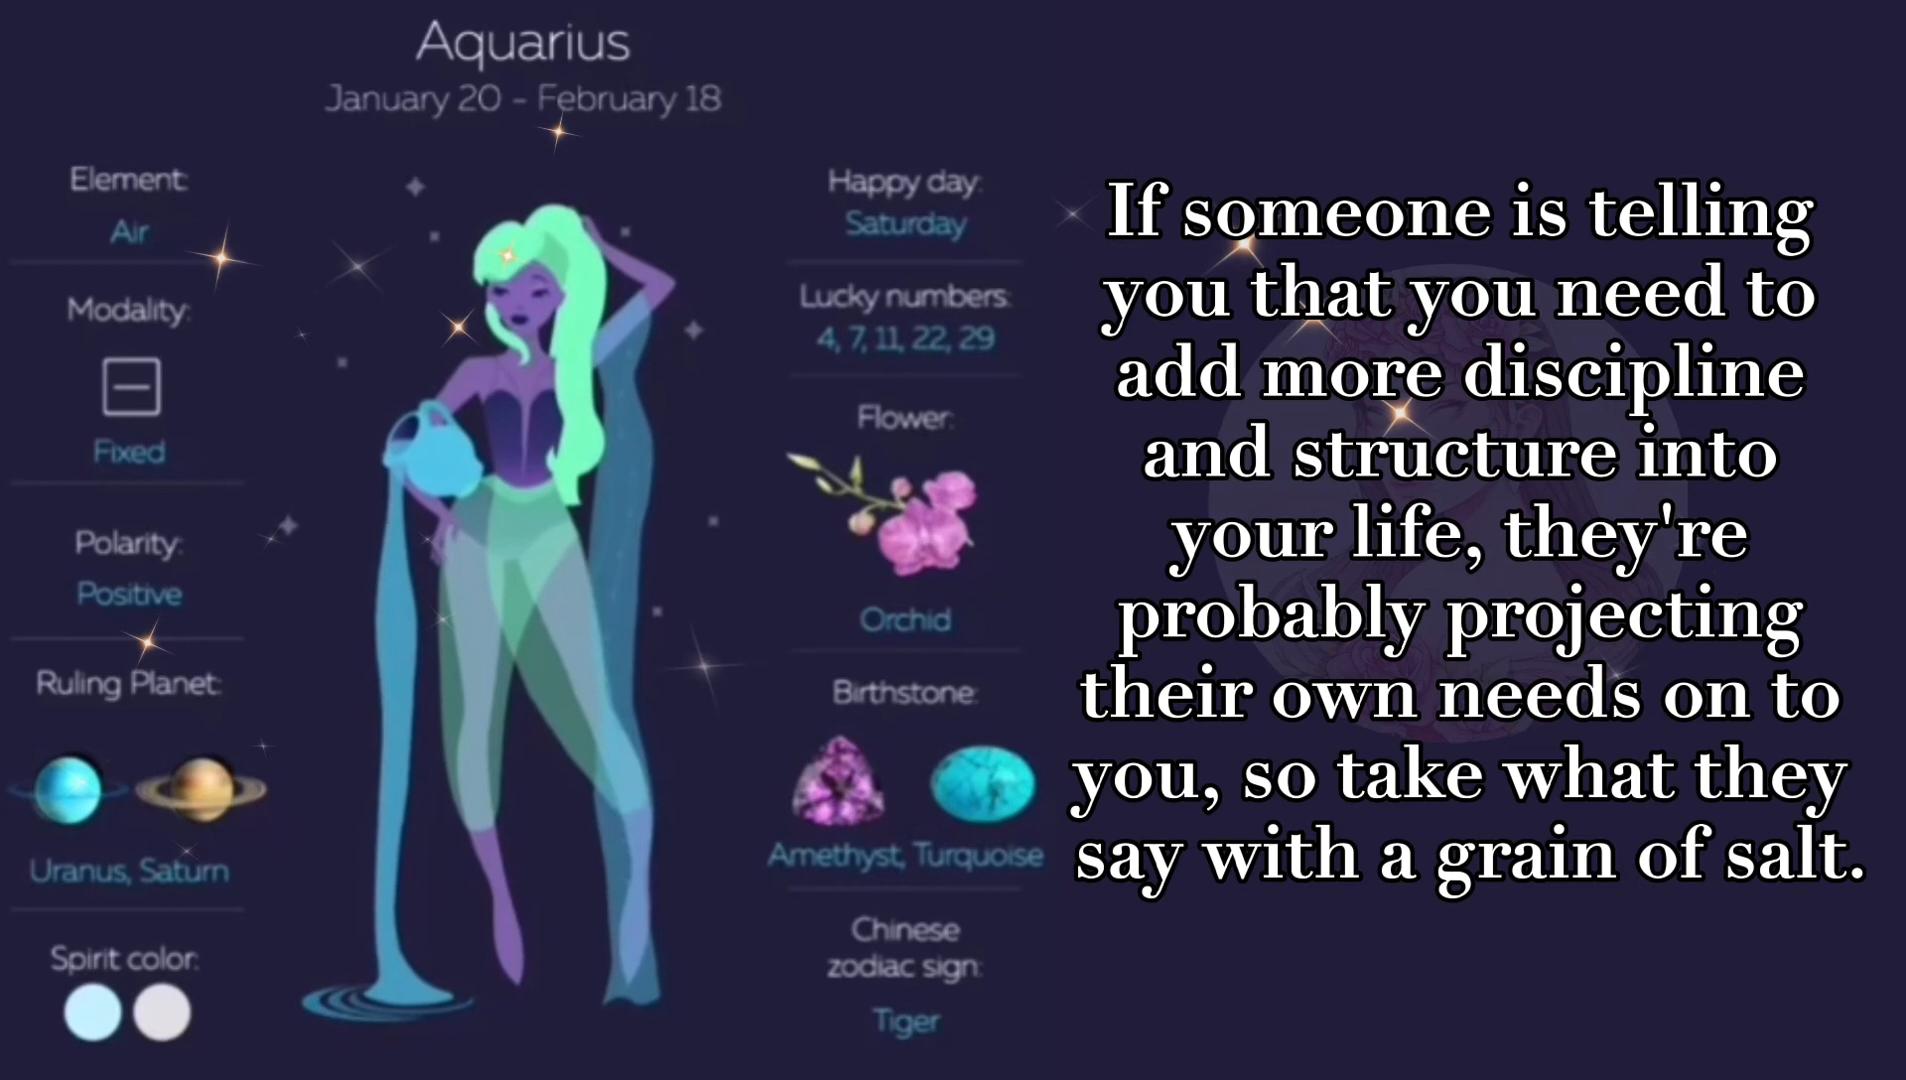 Aquarius
January 20 - February 18
Element:
Air
Modality:
Fixed
Polarity:
Positive
Ruling Planet:
Uranus, Saturn
Spirit color:
Happy day:
Saturday
Lucky numbers:
4, 7, 11, 22, 29
Flower:
Orchid
Birthstone:
Amethyst, Turquoise
Chinese
zodiac sign:
Tiger
If someone is telling
you that you need to
add more discipline
and structure into
your life, they're
probably projecting
their own needs on to
you, so take what they
say with a grain of salt.